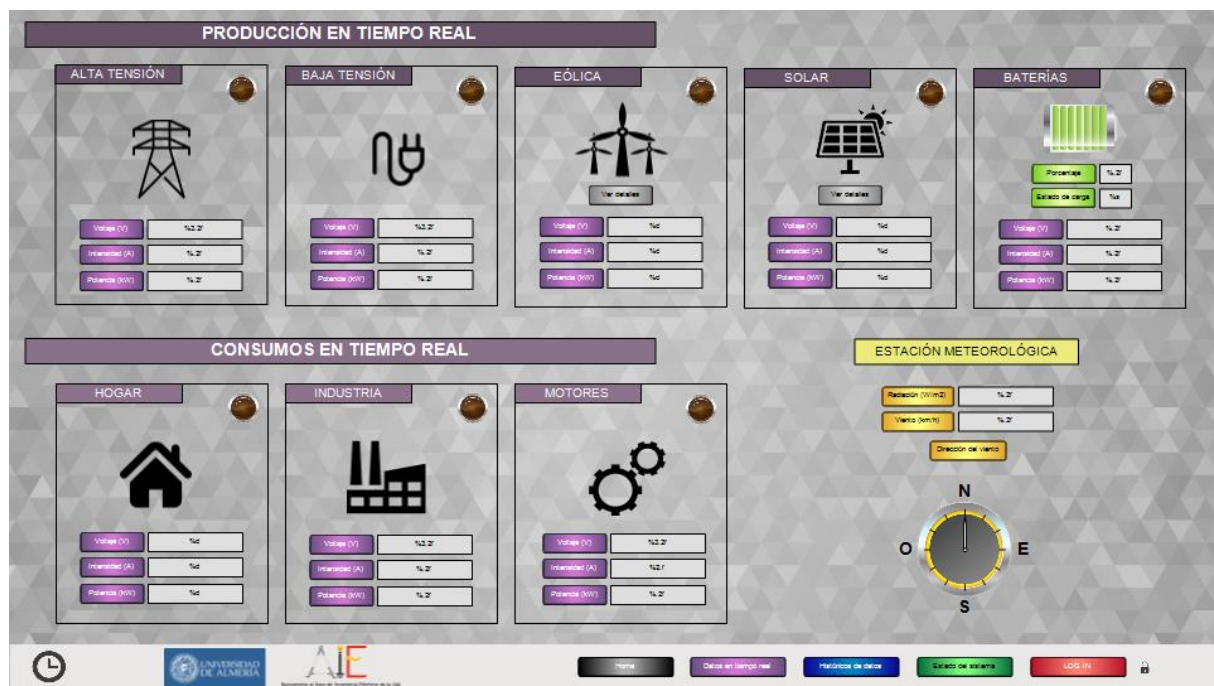 PRODUCCIÓN EN TIEMPO REAL
ALTA TENSIÓN
Voltaje (V) %3.2f
Intensidad (A) %.2f
Potencia (kW) %.2f
BAJA TENSIÓN
Voltaje (V) %3.2f
Intensidad (A) %.2f
Potencia (kW) %.2f
EÓLICA
Ver detalles
Voltaje (V) %d
Intensidad (A) %d
Potencia (kW) %d
SOLAR
Ver detalles
Voltaje (V) %d
Intensidad (A) %d
Potencia (kW) %d
BATERÍAS
Porcentaje %.2f
Estado de carga %s
Voltaje (V) %.2f
Intensidad (A) %.2f
Potencia (kW) %.2f
CONSUMOS EN TIEMPO REAL
HOGAR
Voltaje (V) %d
Intensidad (A) %d
Potencia (kW) %d
INDUSTRIA
Voltaje (V) %3.2f
Intensidad (A) %.2f
Potencia (kW) %.2f
MOTORES
Voltaje (V) %3.2f
Intensidad (A) %2.f
Potencia (kW) %.2f
ESTACIÓN METEOROLÓGICA
Radiación (W/m2) %.2f
Viento (km/h) %.2f
Dirección del viento
N
O
E
S
UNIVERSIDAD
DE ALMERÍA
AIE
Home
Datos en tiempo real
Históricos de datos
Estado del sistema
LOG IN